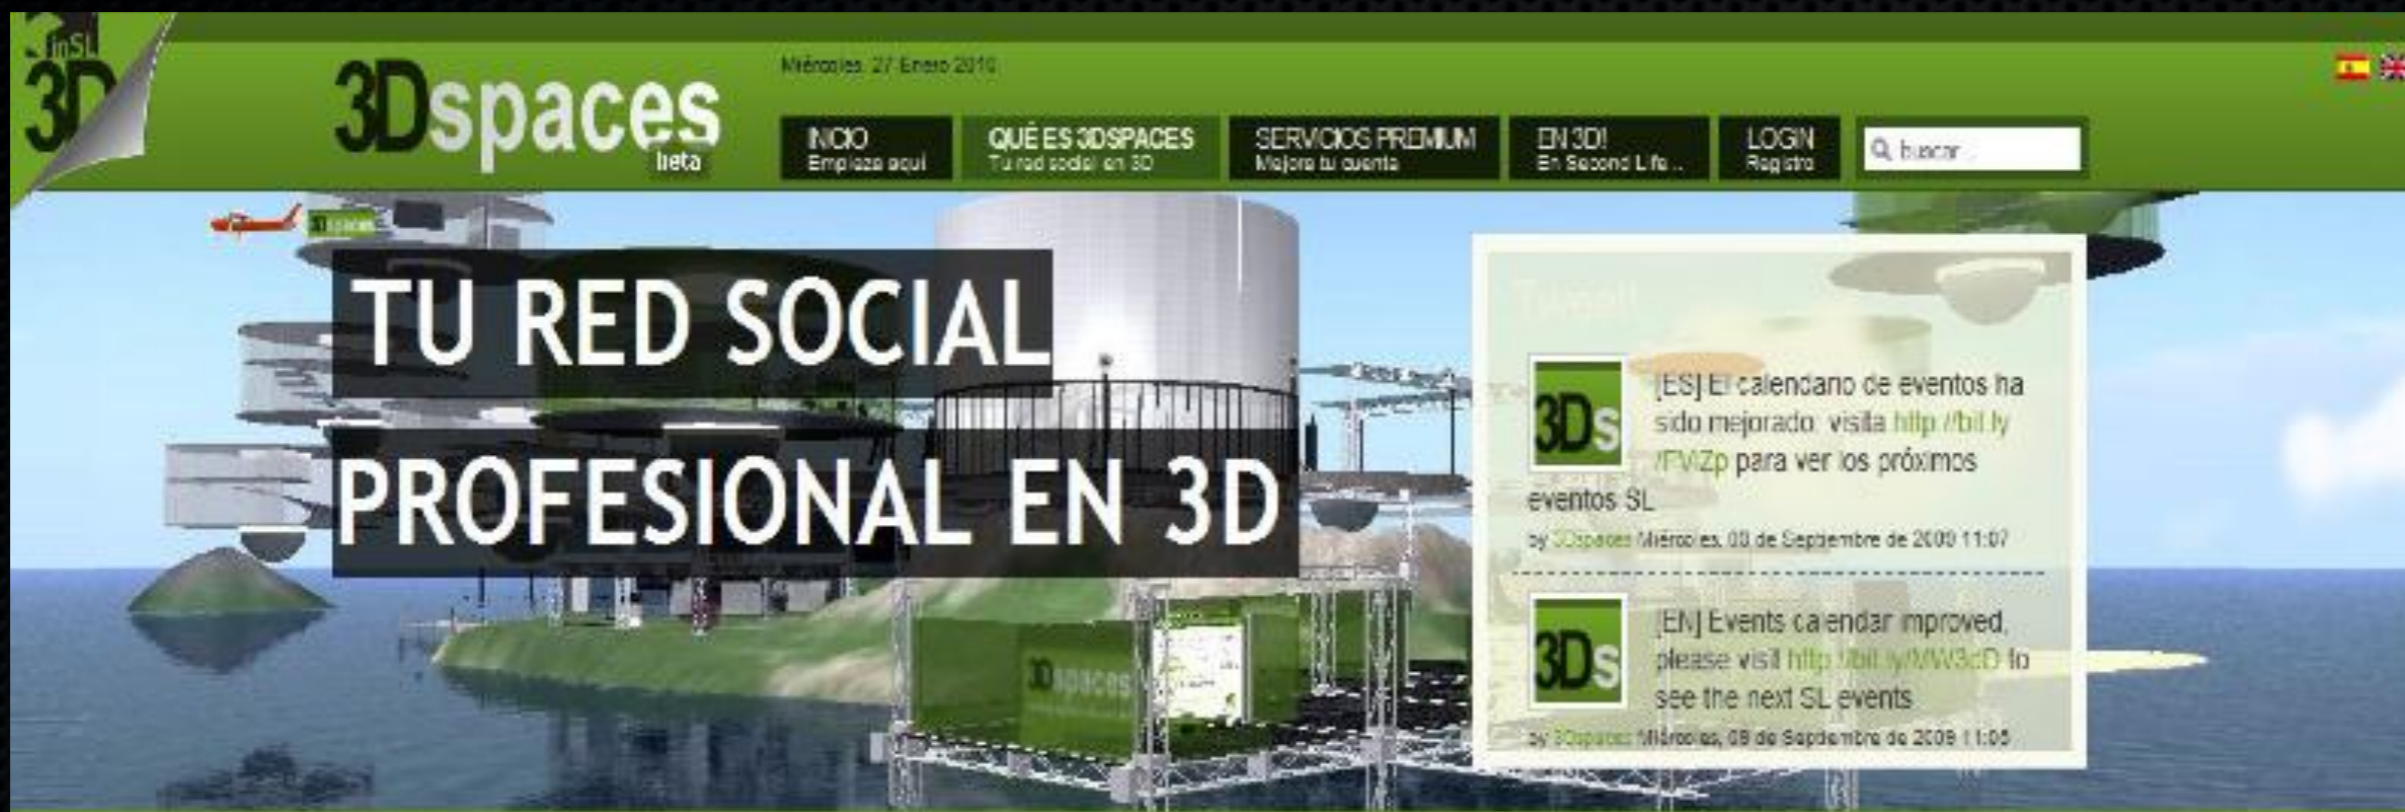 inSL
3D
3Dspaces
beta
Miércoles, 27 Enero 2010
INICIO
Empieza aquí
QUÉ ES 3DSPACES
Tu red social en 3D
SERVICIOS PREMIUM
Mejora tu cuenta
EN 3D!
En Second Life...
LOGIN
Registro
buscar...
3Dspaces
TU RED SOCIAL
PROFESIONAL EN 3D
3Ds
[ES] El calendario de eventos ha
sido mejorado, visita http://bit.ly
para ver los próximos
eventos SL
by 3Dspaces Miércoles, de Septiembre de 2009 11:07
3Ds
[EN] Events calendar improved,
please visit to
see the next SL events
by 3Dspaces Miércoles, 09 de Septiembre de 2009 11:05
3Dspaces